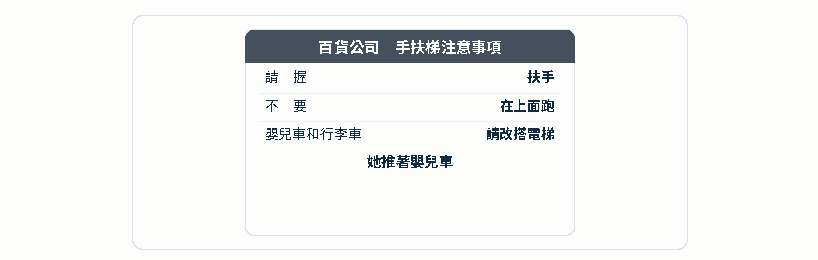 百貨公司　手扶梯注意事項
請　握　扶手
不　要　在上面跑
嬰兒車和行李車　請改搭電梯
她推著嬰兒車